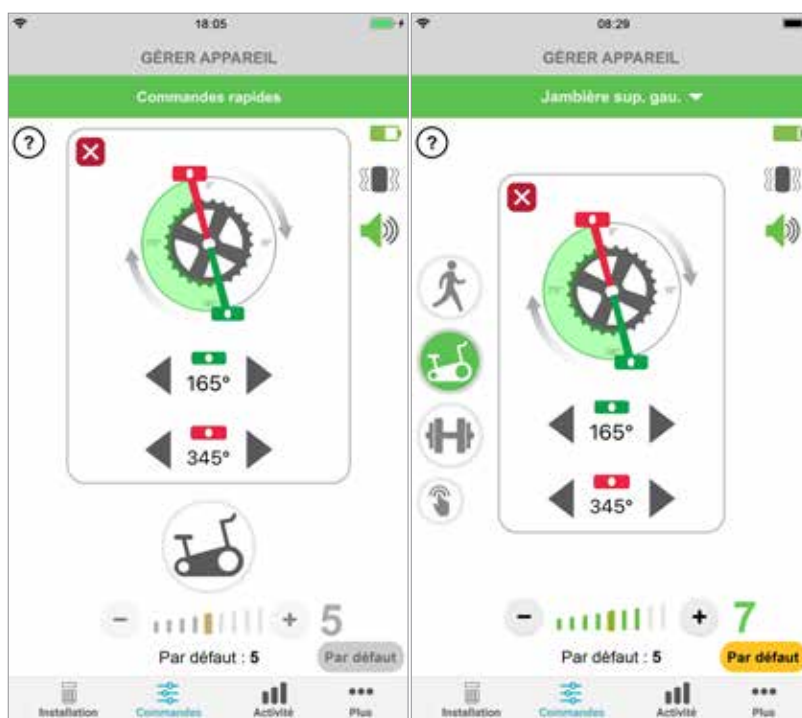 18:05
GÉRER APPAREIL
Commandes rapides
?
165°
345°
5
Par défaut : 5
Par défaut
Installation
Commandes
Activité
Plus
08:29
GÉRER APPAREIL
Jambière sup. gau.
?
165°
345°
7
Par défaut : 5
Par défaut
Installation
Commandes
Activité
Plus